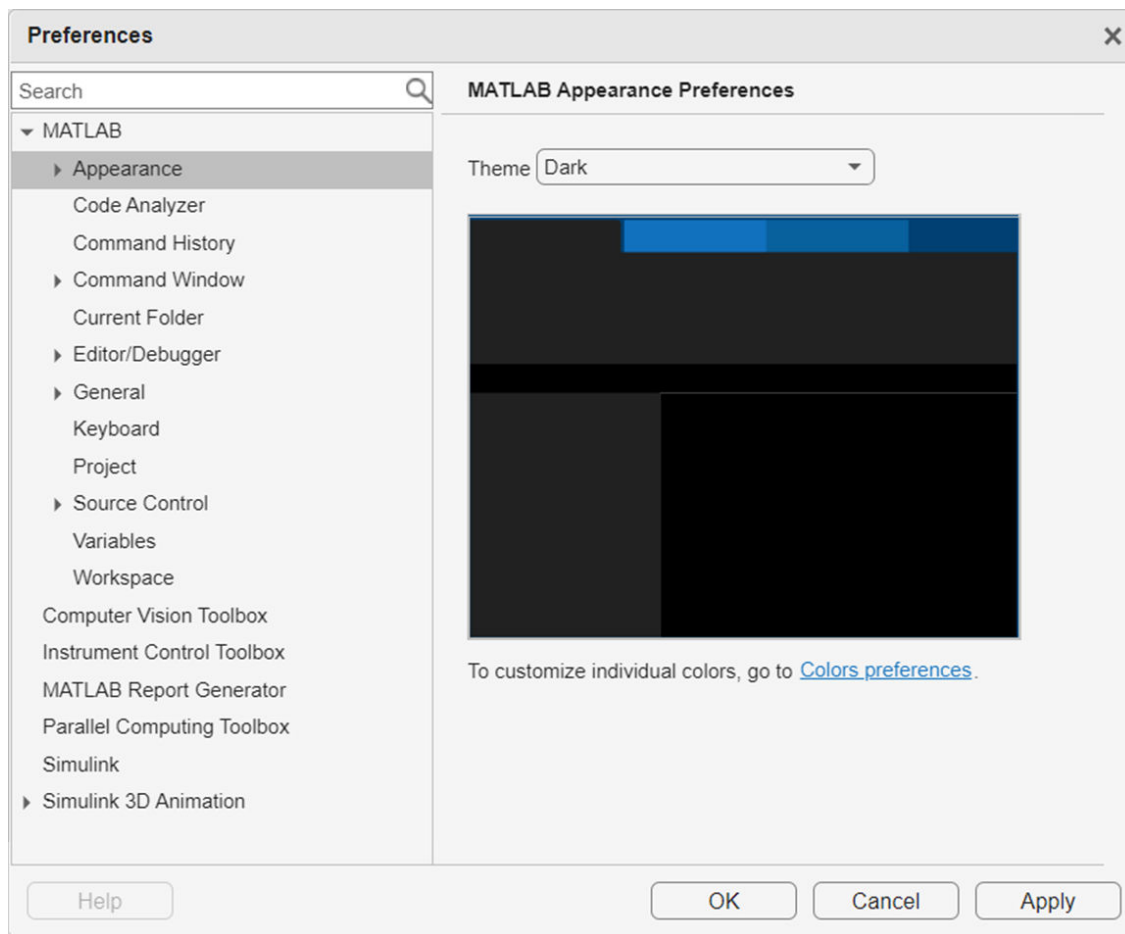 Preferences
Search
MATLAB
Appearance
Code Analyzer
Command History
Command Window
Current Folder
Editor/Debugger
General
Keyboard
Project
Source Control
Variables
Workspace
Computer Vision Toolbox
Instrument Control Toolbox
MATLAB Report Generator
Parallel Computing Toolbox
Simulink
Simulink 3D Animation
MATLAB Appearance Preferences
Theme Dark
To customize individual colors, go to Colors preferences.
Help
OK
Cancel
Apply